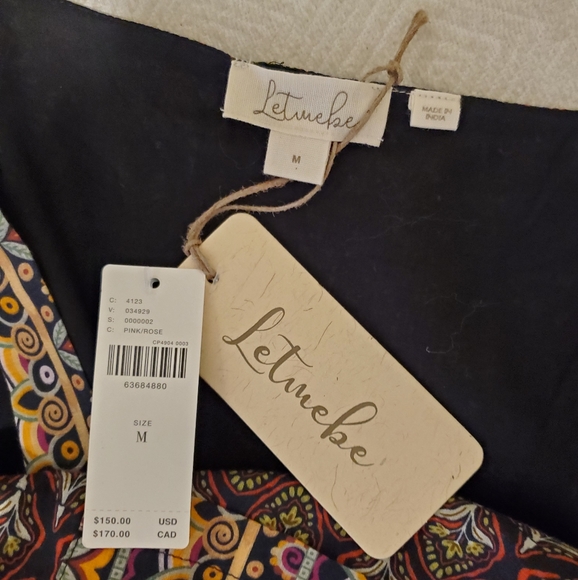 Letmebe
M
MADE IN
INDIA
C: 4123
V: 034929
S: 0000002
C: PINK/ROSE
CP4904 0003
63684880
SIZE
M
$150.00 USD
$170.00 CAD
Letmebe